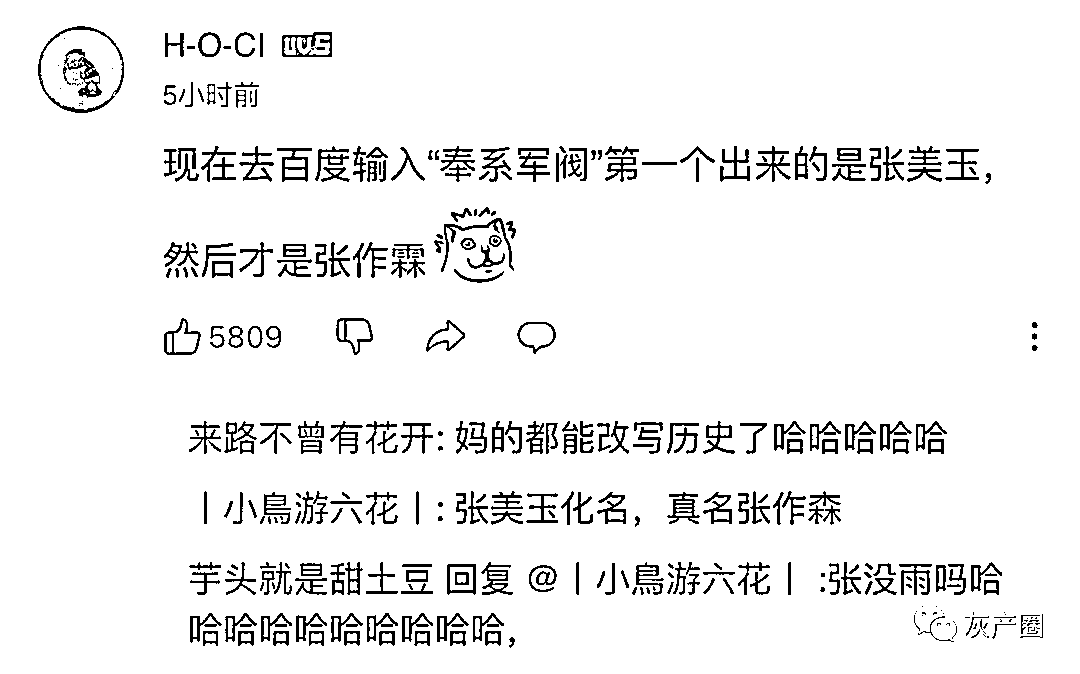 H-O-CI LV5
5小时前
现在去百度输入“奉系军阀”第一个出来的是张美玉，
然后才是张作霖
5809
来路不曾有花开: 妈的都能改写历史了哈哈哈哈哈
丨小鳥游六花丨: 张美玉化名，真名张作森
芋头就是甜土豆 回复 @丨小鳥游六花丨 :张没雨吗哈
哈哈哈哈哈哈哈哈哈，
灰产圈